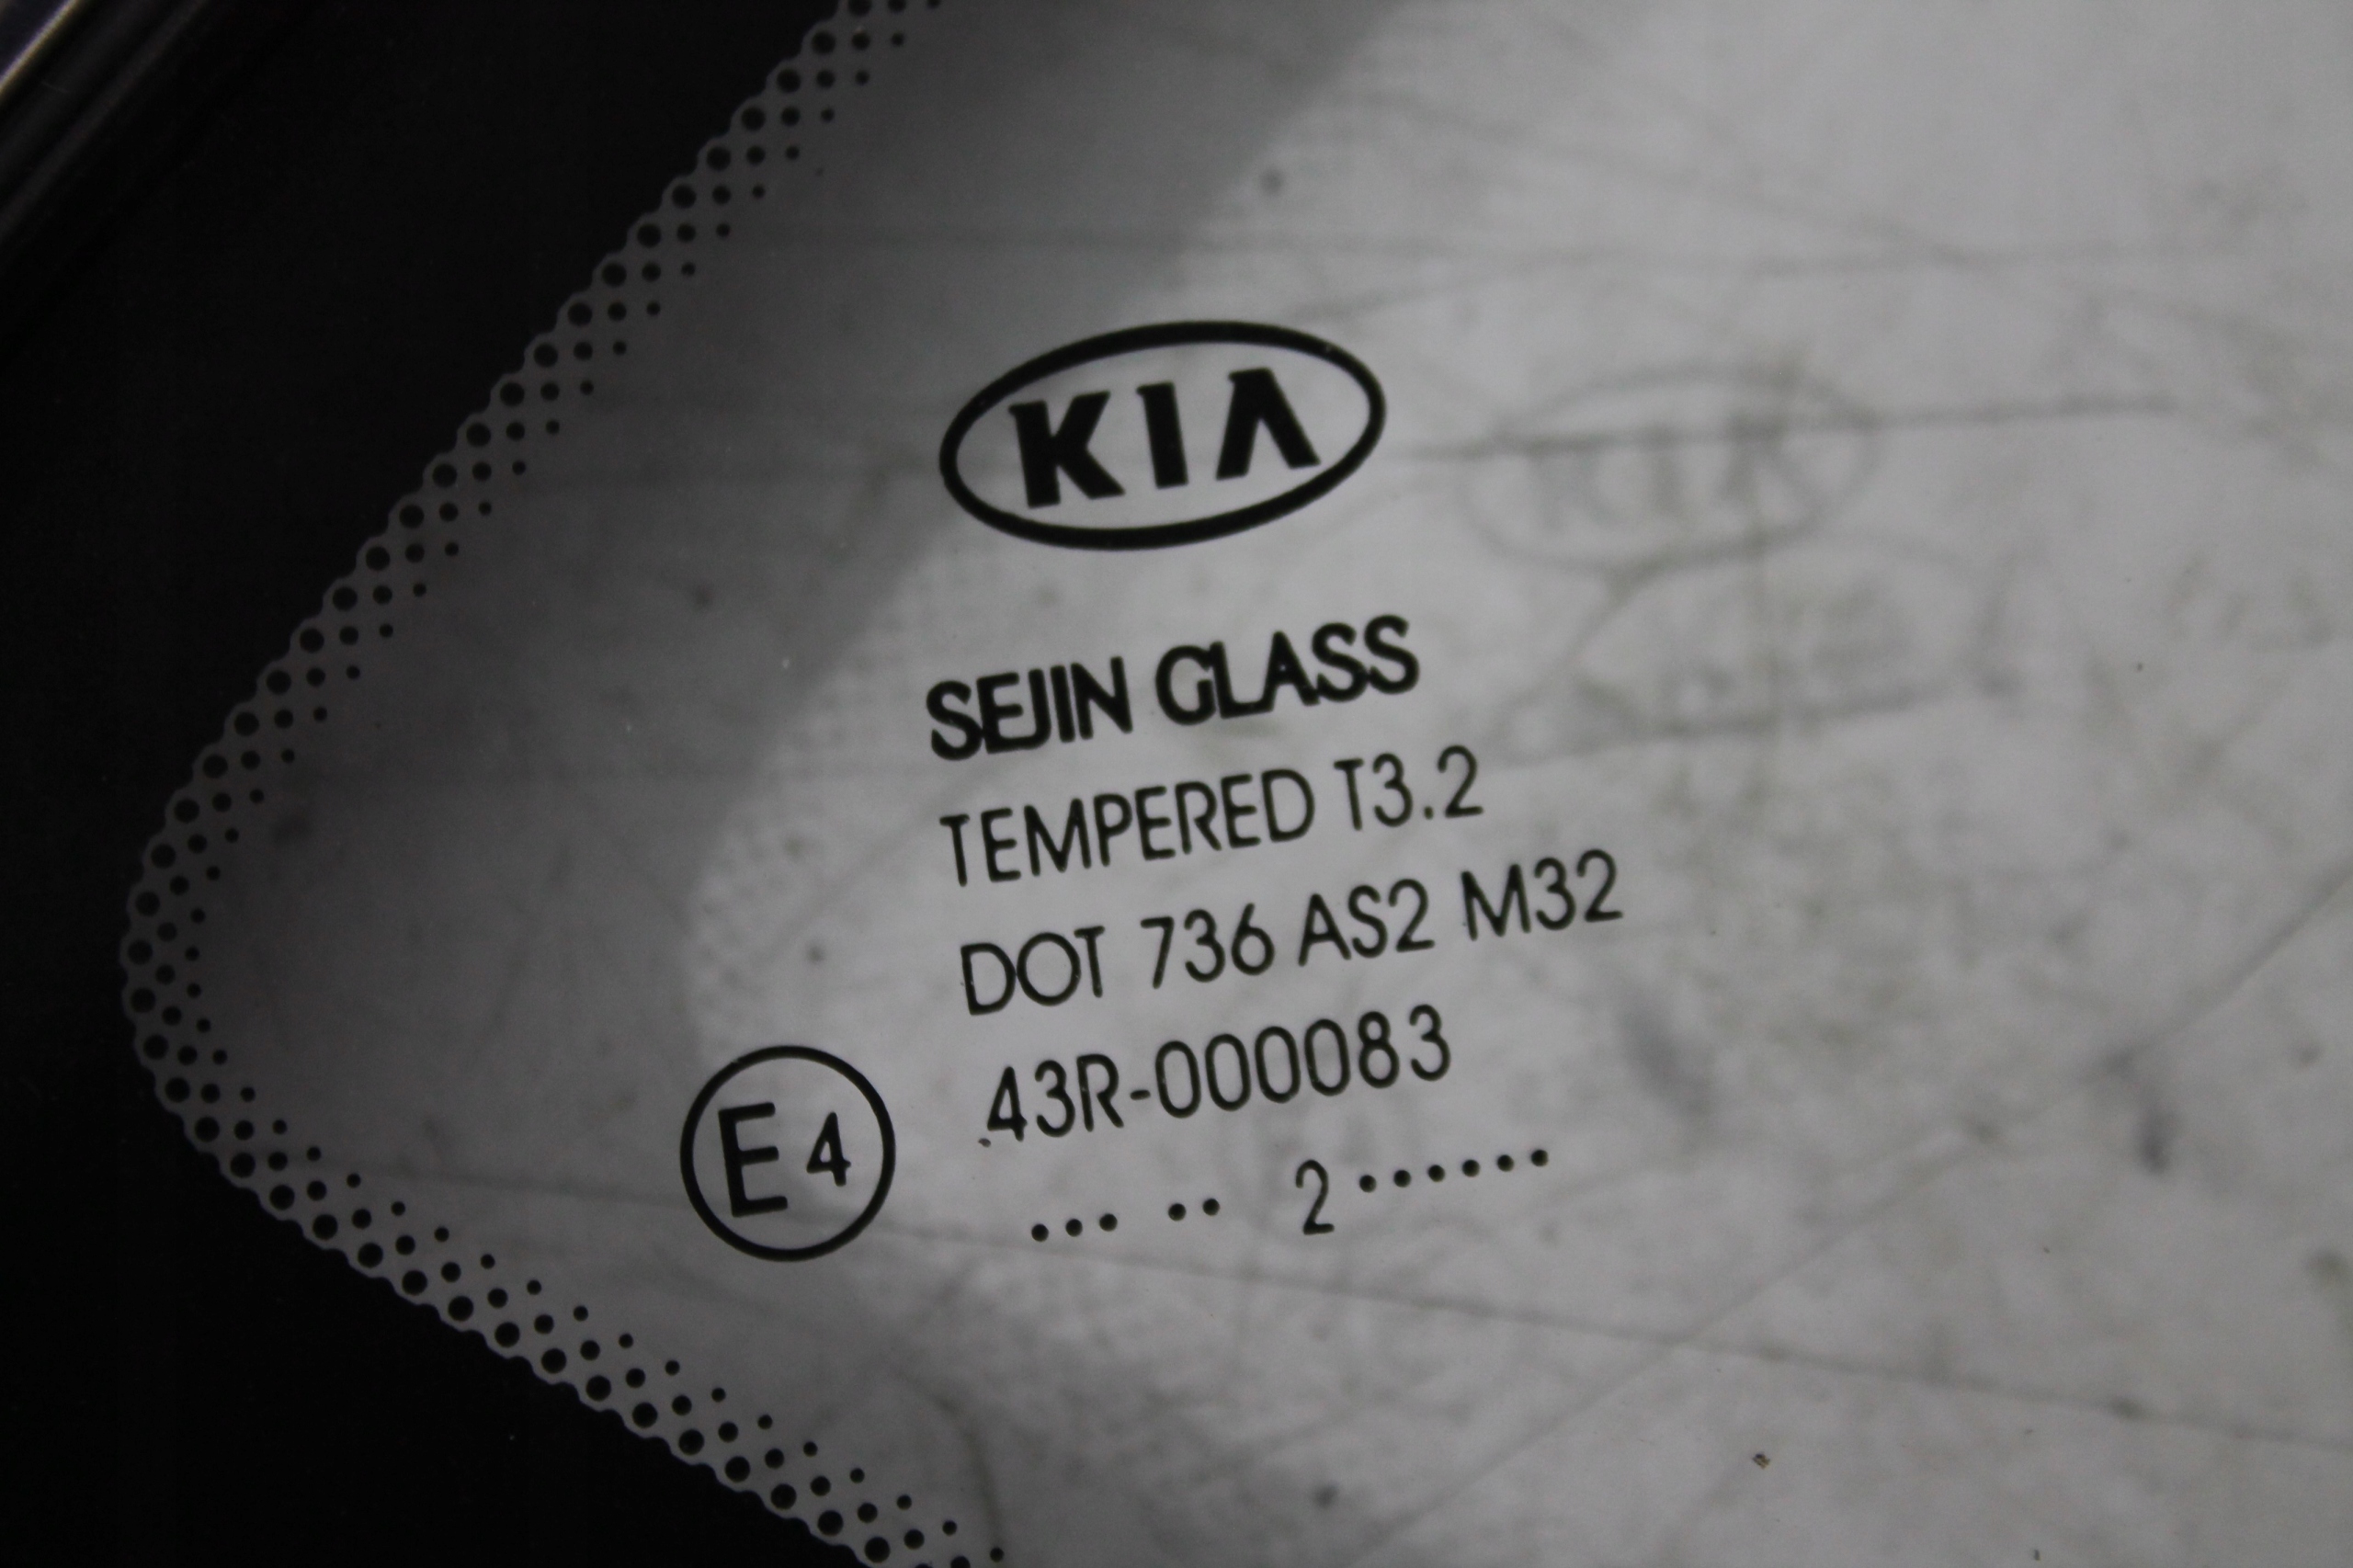 KIA
SEJIN GLASS
TEMPERED T3.2
DOT 736 AS2 M32
E4 43R-000083
... .. 2......